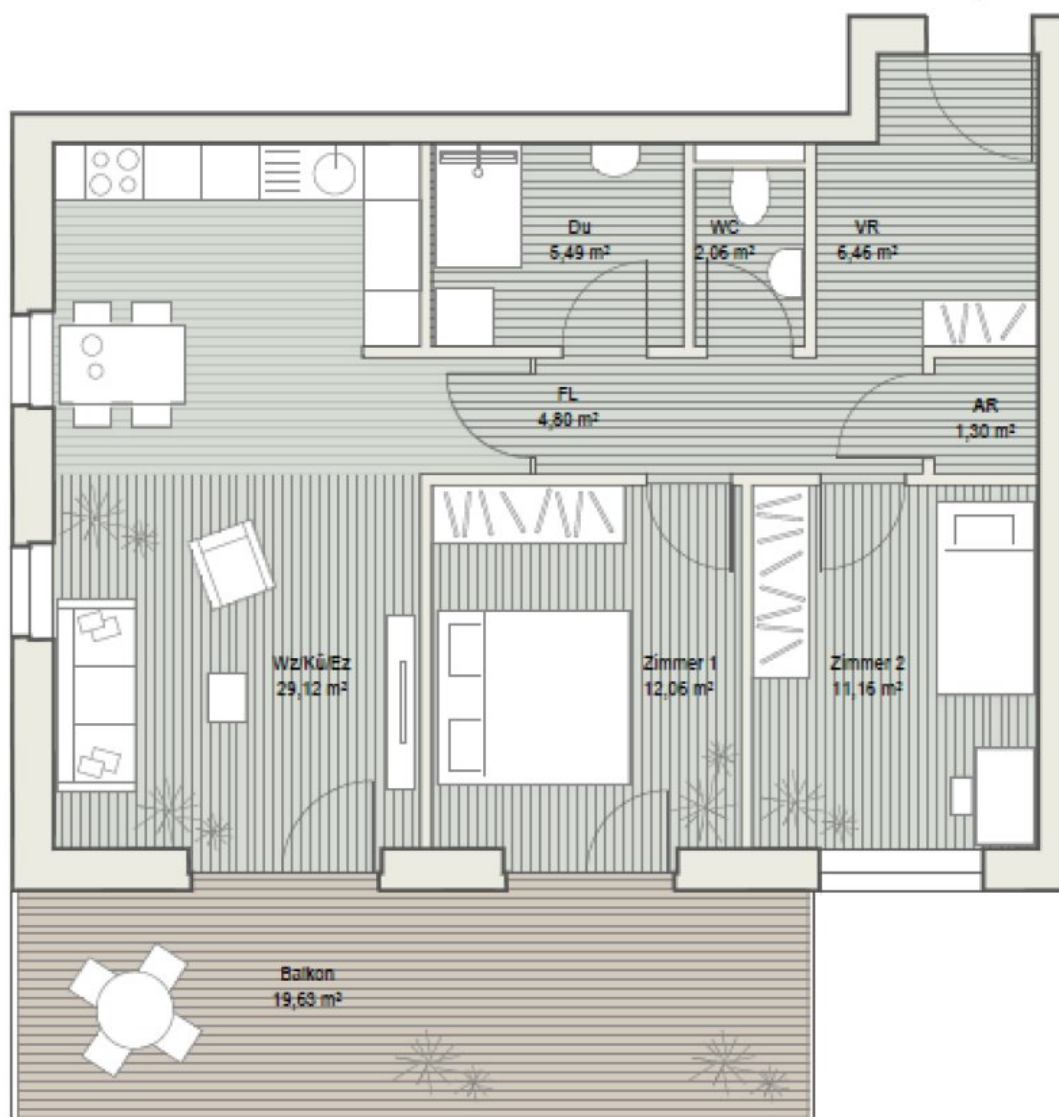 Du
5,49 m²
WC
2,06 m²
VR
6,46 m²
FL
4,80 m²
AR
1,30 m²
Wz/Kü/Ez
29,12 m²
Zimmer 1
12,06 m²
Zimmer 2
11,16 m²
Balkon
19,63 m²